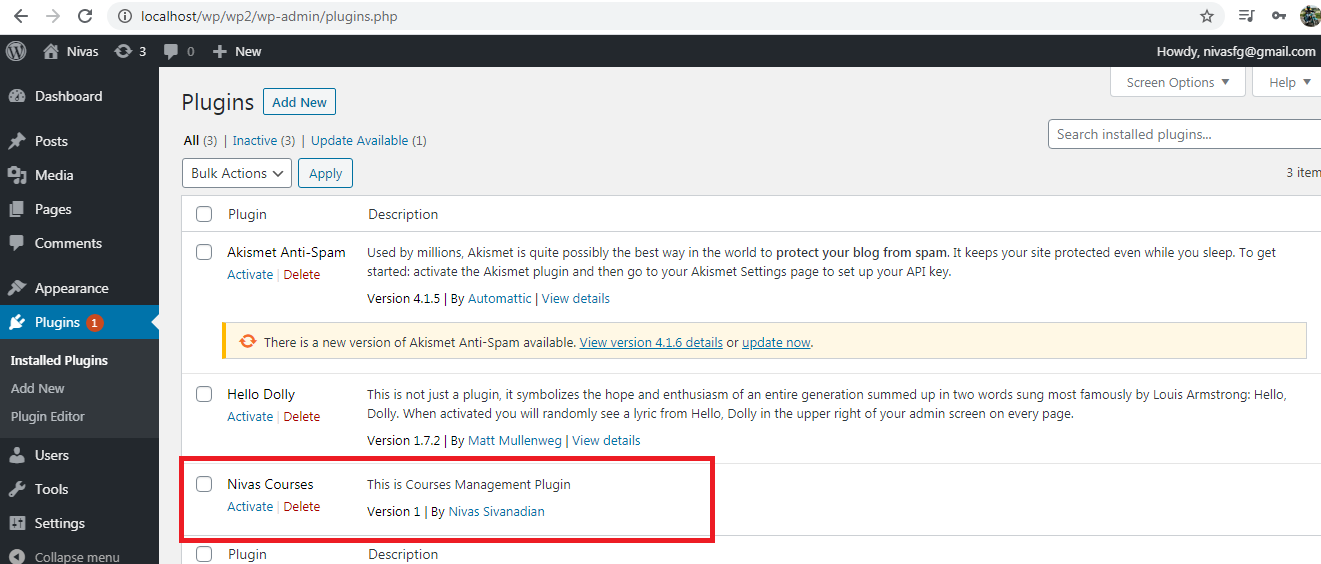 localhost/wp/wp2/wp-admin/plugins.php
Nivas 3 0 New Howdy, nivasfg@gmail.com
Screen Options Help
Dashboard
Posts
Media
Pages
Comments
Appearance
Plugins 1
Installed Plugins
Add New
Plugin Editor
Users
Tools
Settings
Collapse menu
Plugins Add New
All (3) | Inactive (3) | Update Available (1)
Search installed plugins...
Bulk Actions Apply
3 item
Plugin Description
Akismet Anti-Spam
Activate | Delete
Used by millions, Akismet is quite possibly the best way in the world to protect your blog from spam. It keeps your site protected even while you sleep. To get
started: activate the Akismet plugin and then go to your Akismet Settings page to set up your API key.
Version 4.1.5 | By Automattic | View details
There is a new version of Akismet Anti-Spam available. View version 4.1.6 details or update now.
Hello Dolly
Activate | Delete
This is not just a plugin, it symbolizes the hope and enthusiasm of an entire generation summed up in two words sung most famously by Louis Armstrong: Hello,
Dolly. When activated you will randomly see a lyric from Hello, Dolly in the upper right of your admin screen on every page.
Version 1.7.2 | By Matt Mullenweg | View details
Nivas Courses
Activate | Delete
This is Courses Management Plugin
Version 1 | By Nivas Sivanadian
Plugin Description